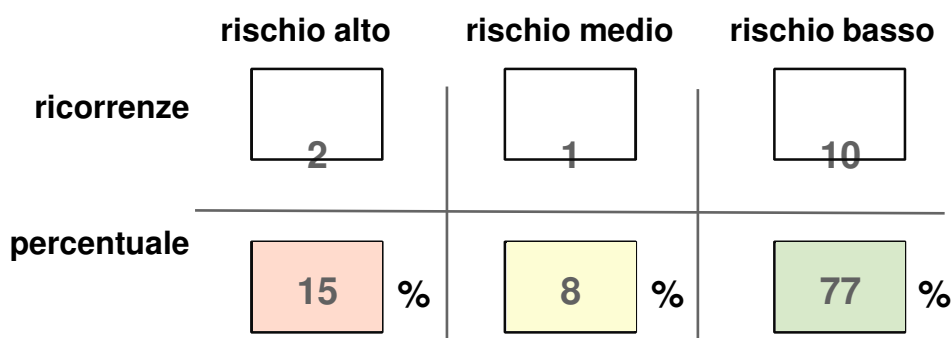 rischio alto rischio medio rischio basso
ricorrenze 2 1 10
percentuale 15 % 8 % 77 %